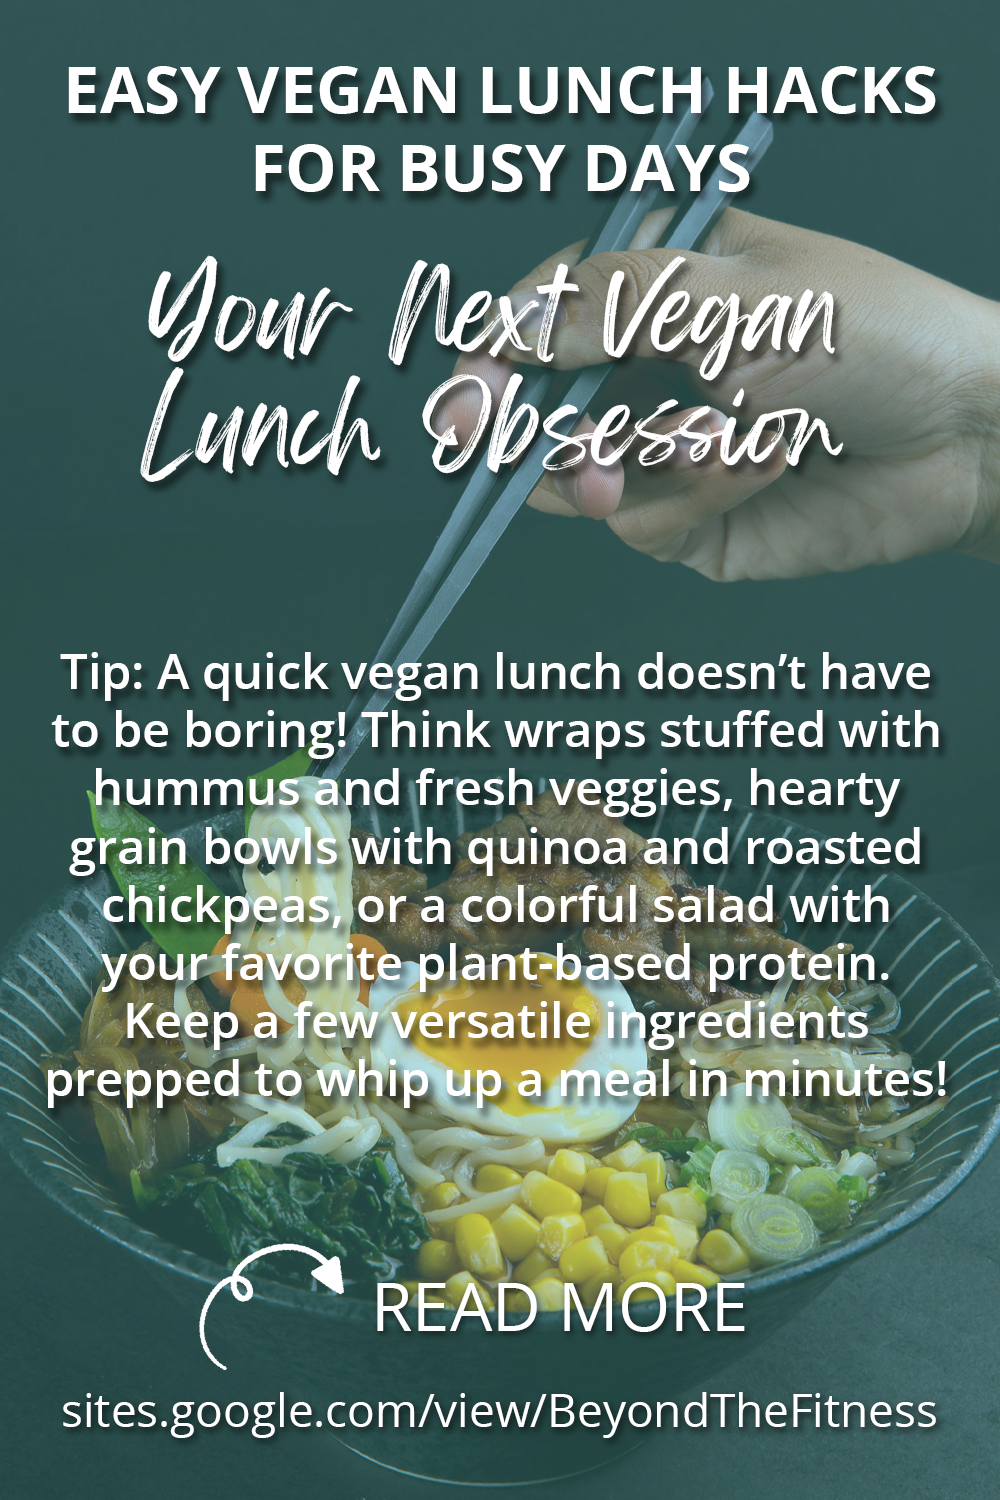 EASY VEGAN LUNCH HACKS
FOR BUSY DAYS
Your Next Vegan
Lunch Obsession
Tip: A quick vegan lunch doesn’t have
to be boring! Think wraps stuffed with
hummus and fresh veggies, hearty
grain bowls with quinoa and roasted
chickpeas, or a colorful salad with
your favorite plant-based protein.
Keep a few versatile ingredients
prepped to whip up a meal in minutes!
READ MORE
sites.google.com/view/BeyondTheFitness